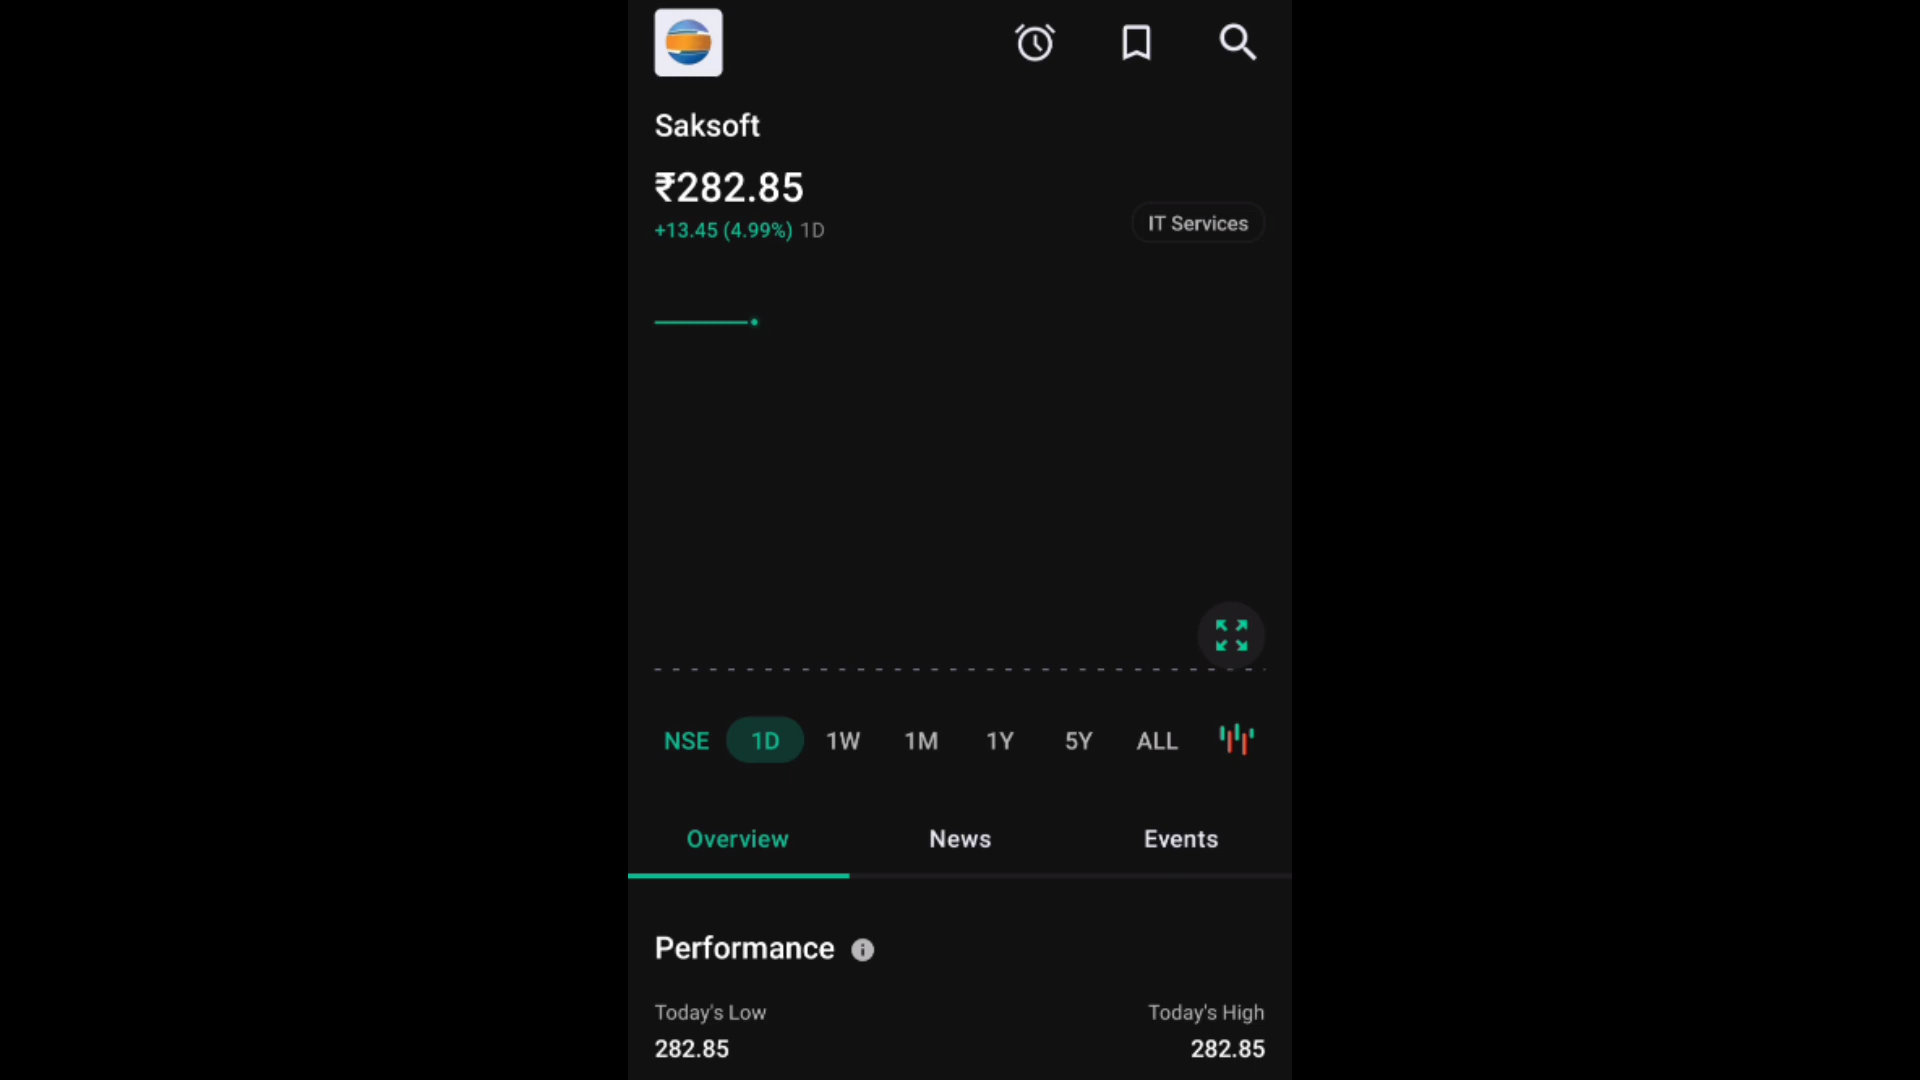 Saksoft
₹282.85
+13.45 (4.99%) 1D
IT Services
NSE 1D 1W 1M 1Y 5Y ALL
Overview News Events
Performance
Today's Low Today's High
282.85 282.85